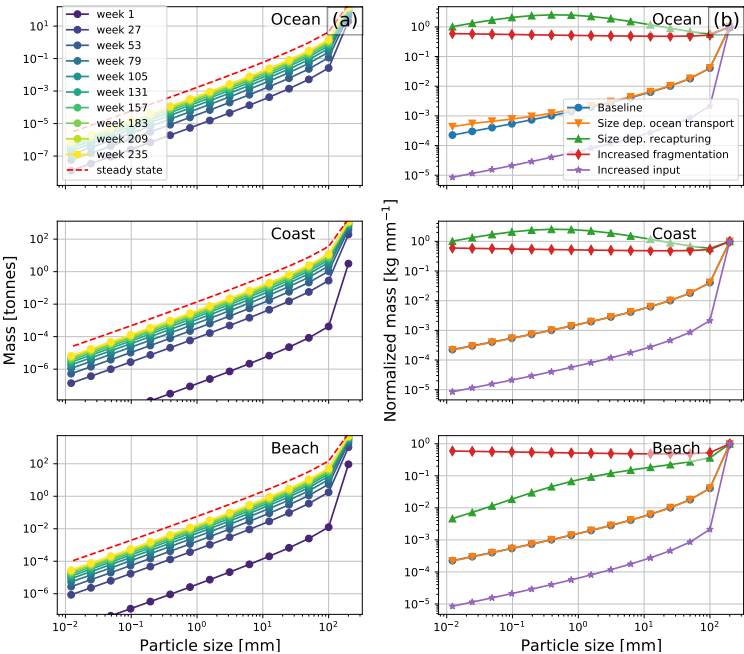 Ocean (a)
week 1
week 27
week 53
week 79
week 105
week 131
week 157
week 183
week 209
week 235
steady state
10¹
10⁻¹
10⁻³
10⁻⁵
10⁻⁷
Ocean (b)
Baseline
Size dep. ocean transport
Size dep. recapturing
Increased fragmentation
Increased input
10⁰
10⁻¹
10⁻²
10⁻³
10⁻⁴
10⁻⁵
Coast
10²
10⁰
10⁻²
10⁻⁴
10⁻⁶
Mass [tonnes]
Coast
10⁰
10⁻¹
10⁻²
10⁻³
10⁻⁴
10⁻⁵
Normalized mass [kg mm⁻¹]
Beach
10²
10⁰
10⁻²
10⁻⁴
10⁻⁶
10⁻² 10⁻¹ 10⁰ 10¹ 10²
Particle size [mm]
Beach
10⁰
10⁻¹
10⁻²
10⁻³
10⁻⁴
10⁻⁵
10⁻² 10⁻¹ 10⁰ 10¹ 10²
Particle size [mm]